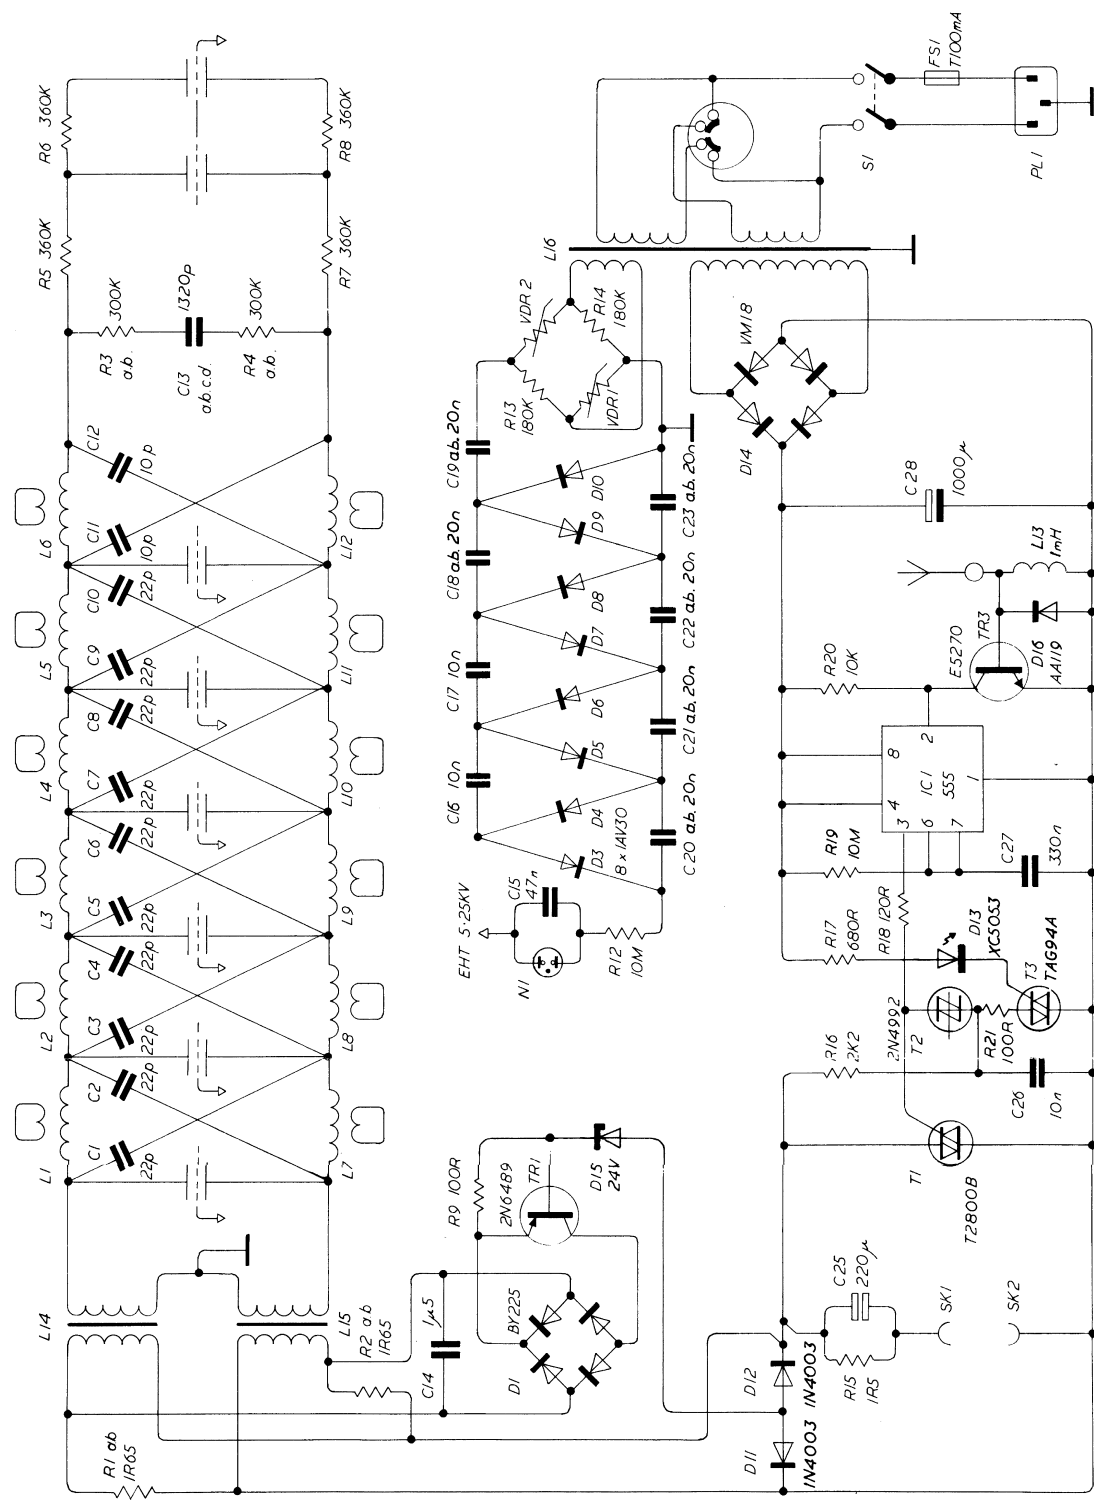 R6 360K
R8 360K
R5 360K
R7 360K
R3
a.b.
300K
C13
a.b.c.d
1320p
R4
a.b.
300K
C12
10p
C11
10p
L6
L12
C10
22p
C9
22p
L5
L11
C8
22p
C7
22p
L4
L10
C6
22p
C5
22p
L3
L9
C4
22p
C3
22p
L2
L8
C2
22p
C1
22p
L1
L7
L14
L15
R2 a.b
1R65
R1 ab
1R65
C14
1µ5
D1
BY225
R9 100R
2N6489
TR1
D15
24V
EHT 5·25KV
N1
C15
47n
R12
10M
C16 10n
C17 10n
C18 ab. 20n
C19 ab. 20n
D3
D4
D5
D6
D7
D8
D9
D10
8 x 1AV30
C20 ab. 20n
C21 ab. 20n
C22 ab. 20n
C23 ab. 20n
R13
180K
VDR 2
R14
180K
VDR1
L16
S1
FS1
T100mA
PL1
D14
VM18
C28
1000µ
L13
1mH
D16
AA119
TR3
E5270
R20
10K
IC1
555
8
4
2
3
6
7
1
R19
10M
C27
330n
R17
680R
R18 120R
D13
XC5053
T3
TAG94A
2N4992
T2
R21
100R
R16
2K2
C26
10n
T1
T2800B
C25
220µ
R15
1R5
SK1
SK2
D12
1N4003
D11
1N4003